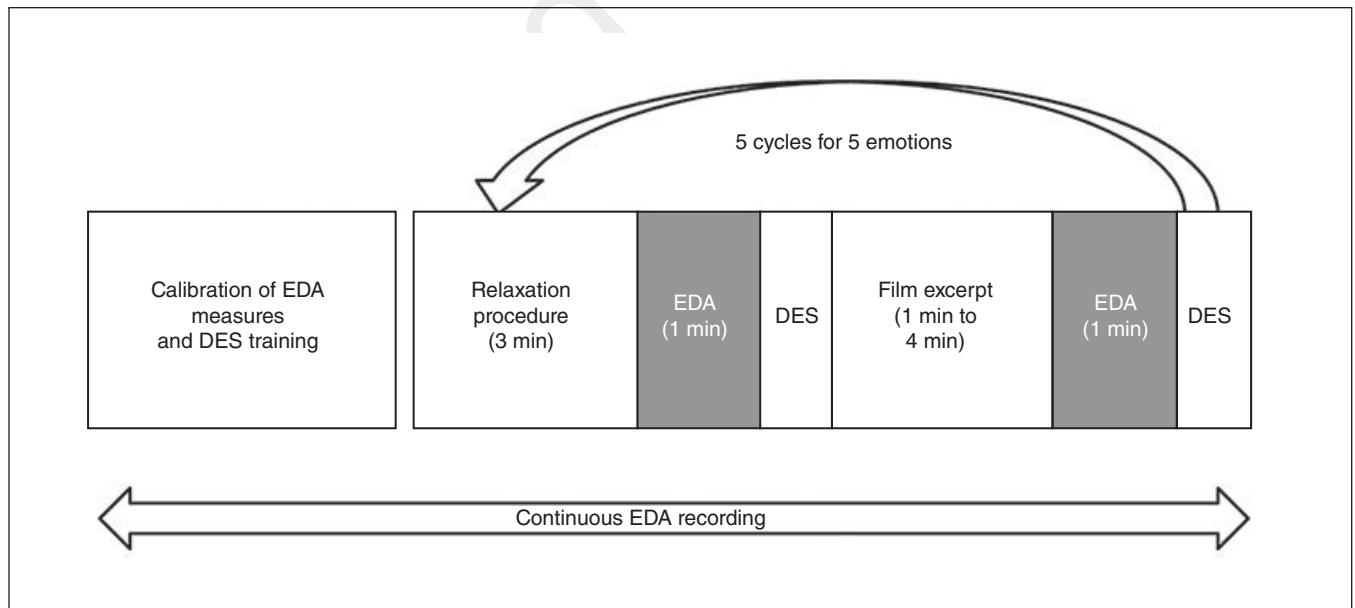 5 cycles for 5 emotions
Calibration of EDA
measures
and DES training
Relaxation
procedure
(3 min)
EDA
(1 min)
DES
Film excerpt
(1 min to
4 min)
EDA
(1 min)
DES
Continuous EDA recording